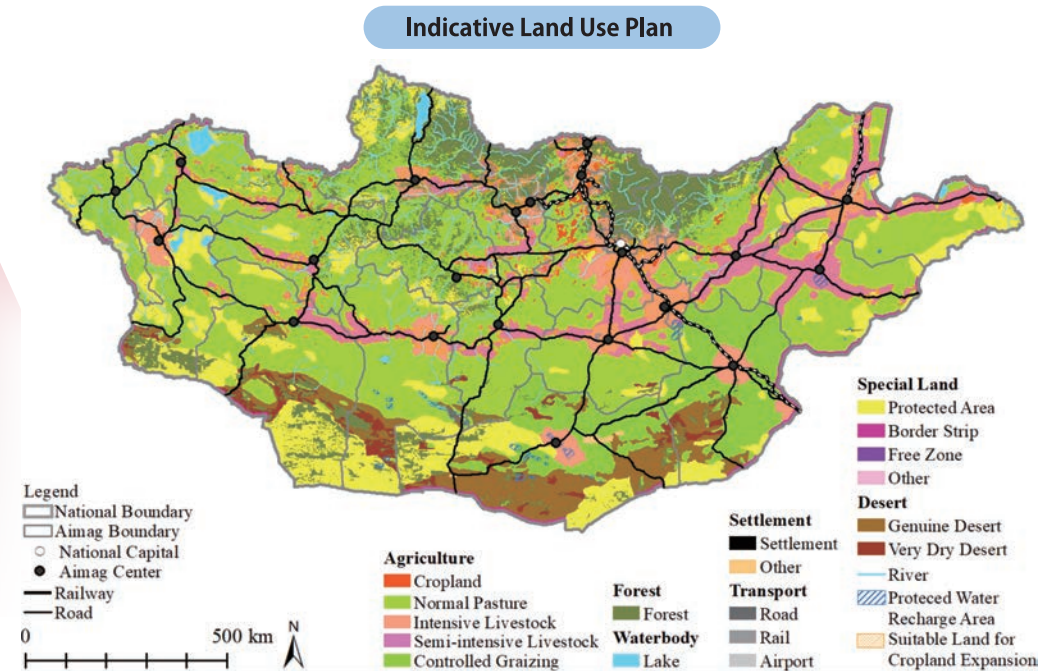 Indicative Land Use Plan
Legend
National Boundary
Aimag Boundary
National Capital
Aimag Center
Railway
Road
0 500 km
N
Agriculture
Cropland
Normal Pasture
Intensive Livestock
Semi-intensive Livestock
Controlled Graizing
Forest
Forest
Waterbody
Lake
Settlement
Settlement
Other
Transport
Road
Rail
Airport
Special Land
Protected Area
Border Strip
Free Zone
Other
Desert
Genuine Desert
Very Dry Desert
River
Proteced Water
Recharge Area
Suitable Land for
Cropland Expansion